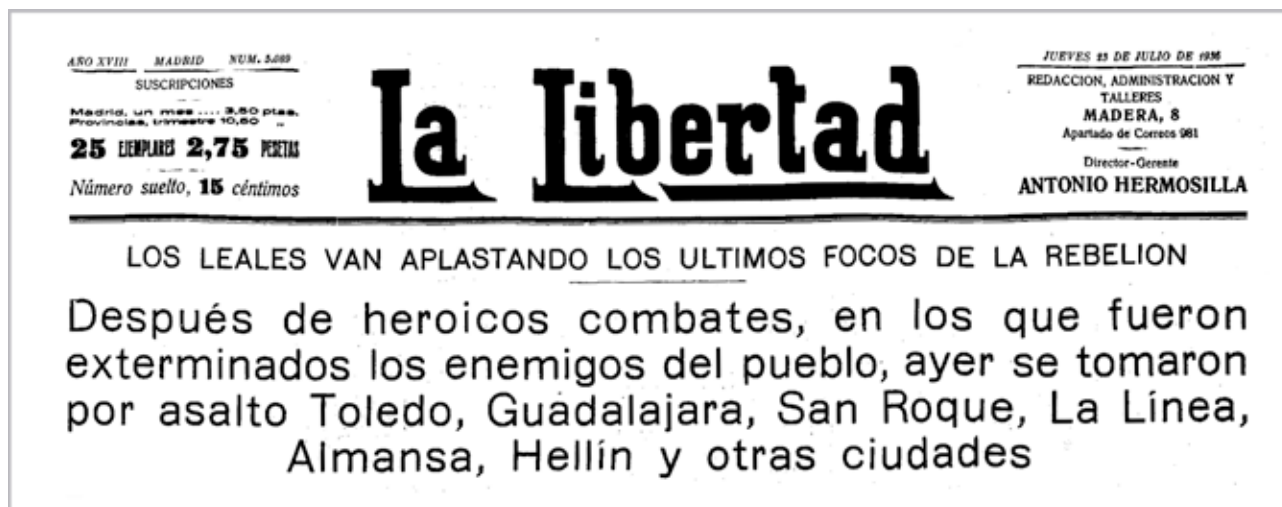 AÑO XVIII MADRID NUM. 5.089
SUSCRIPCIONES
Madrid, un mes .... 3,50 ptas.
Provincias, trimestre 10,50 "
25 EJEMPLARES 2,75 PESETAS
Número suelto, 15 céntimos
La Libertad
JUEVES 23 DE JULIO DE 1936
REDACCION, ADMINISTRACION Y
TALLERES
MADERA, 8
Apartado de Correos 981
Director-Gerente
ANTONIO HERMOSILLA
LOS LEALES VAN APLASTANDO LOS ULTIMOS FOCOS DE LA REBELION
Después de heroicos combates, en los que fueron
exterminados los enemigos del pueblo, ayer se tomaron
por asalto Toledo, Guadalajara, San Roque, La Línea,
Almansa, Hellín y otras ciudades